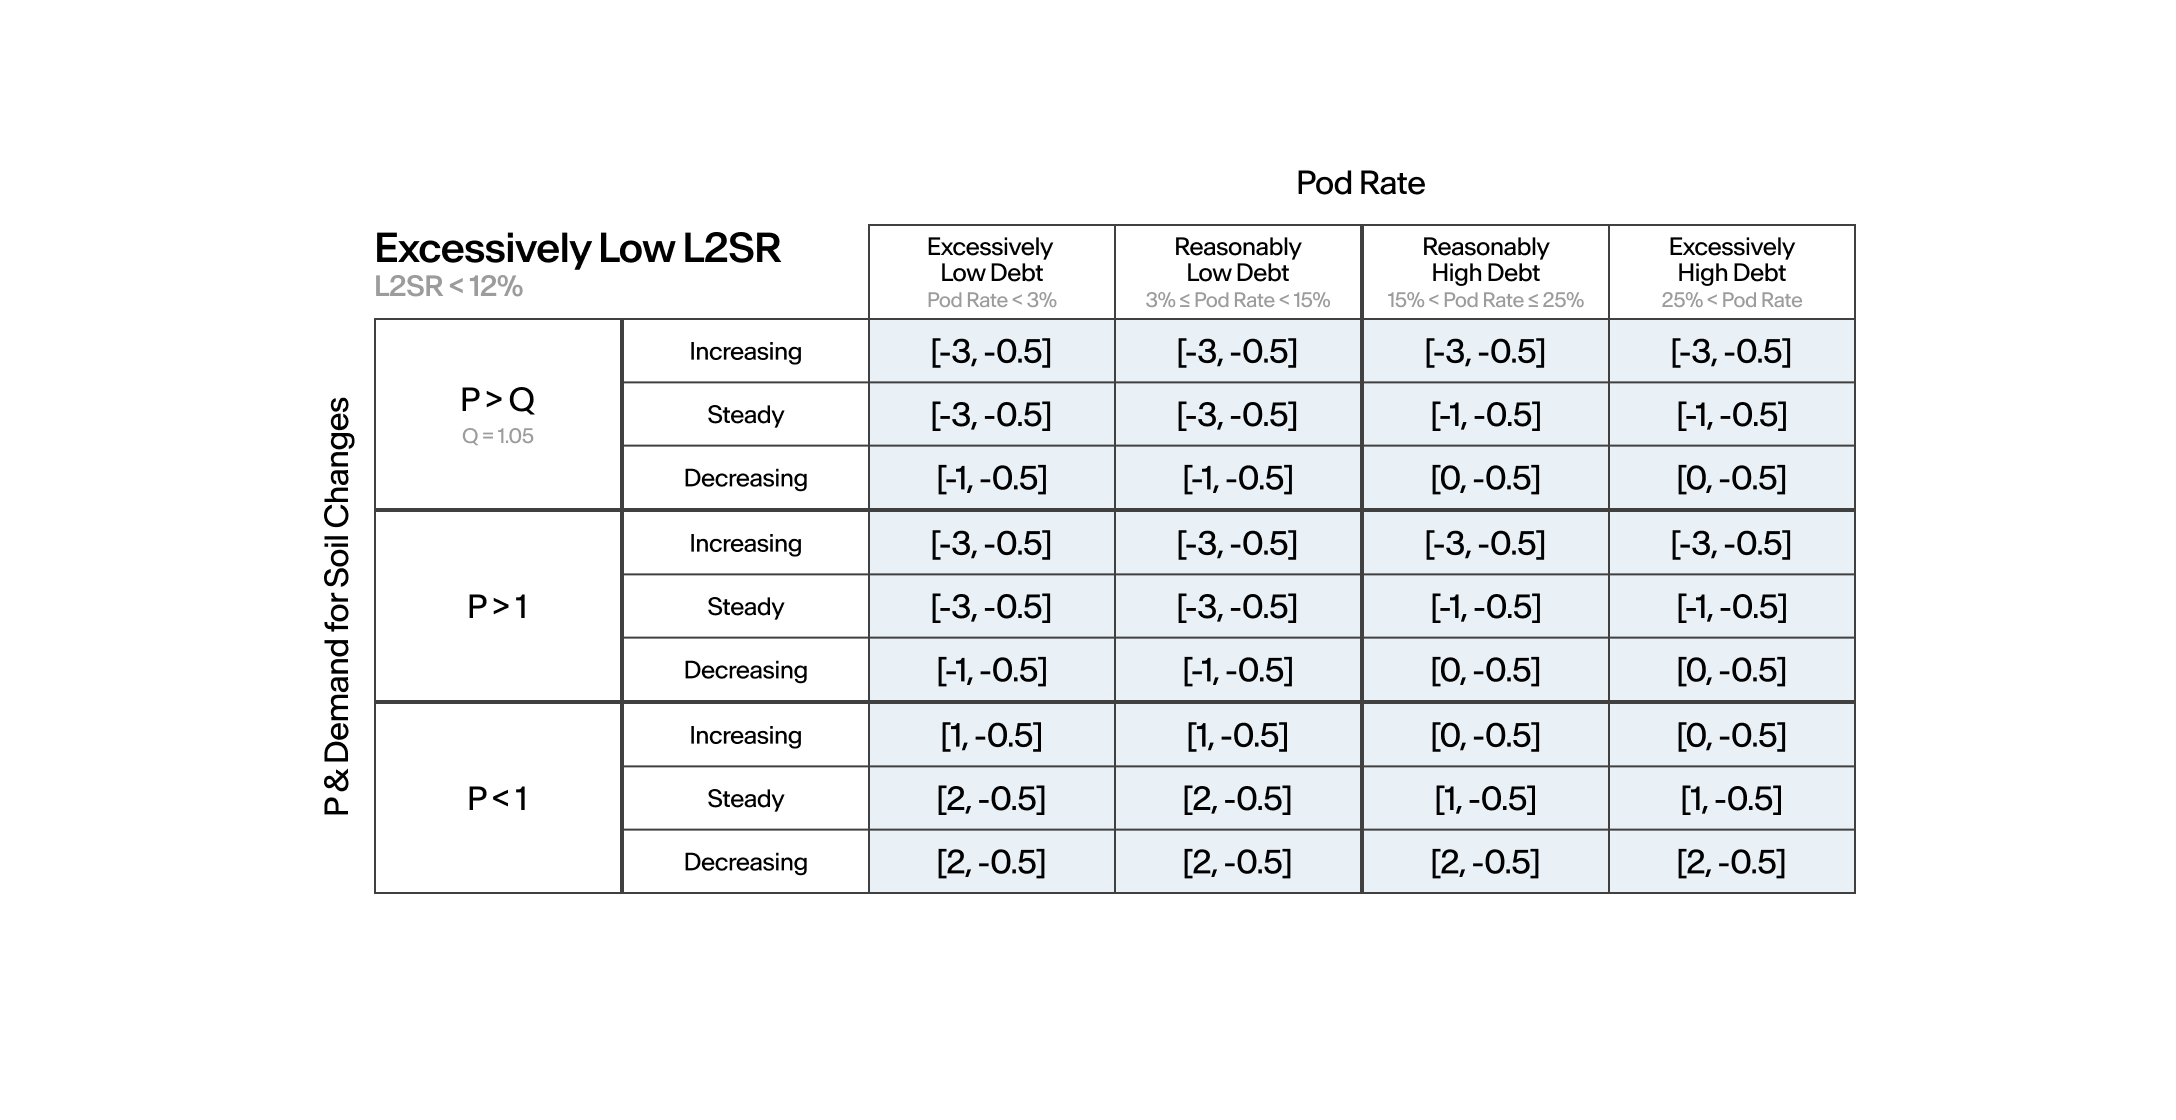 Pod Rate
Excessively Low L2SR
L2SR < 12%
Excessively
Low Debt
Pod Rate < 3%
Reasonably
Low Debt
3% ≤ Pod Rate < 15%
Reasonably
High Debt
15% < Pod Rate ≤ 25%
Excessively
High Debt
25% < Pod Rate
P & Demand for Soil Changes
P > Q
Q = 1.05
Increasing [-3, -0.5] [-3, -0.5] [-3, -0.5] [-3, -0.5]
Steady [-3, -0.5] [-3, -0.5] [-1, -0.5] [-1, -0.5]
Decreasing [-1, -0.5] [-1, -0.5] [0, -0.5] [0, -0.5]
P > 1
Increasing [-3, -0.5] [-3, -0.5] [-3, -0.5] [-3, -0.5]
Steady [-3, -0.5] [-3, -0.5] [-1, -0.5] [-1, -0.5]
Decreasing [-1, -0.5] [-1, -0.5] [0, -0.5] [0, -0.5]
P < 1
Increasing [1, -0.5] [1, -0.5] [0, -0.5] [0, -0.5]
Steady [2, -0.5] [2, -0.5] [1, -0.5] [1, -0.5]
Decreasing [2, -0.5] [2, -0.5] [2, -0.5] [2, -0.5]